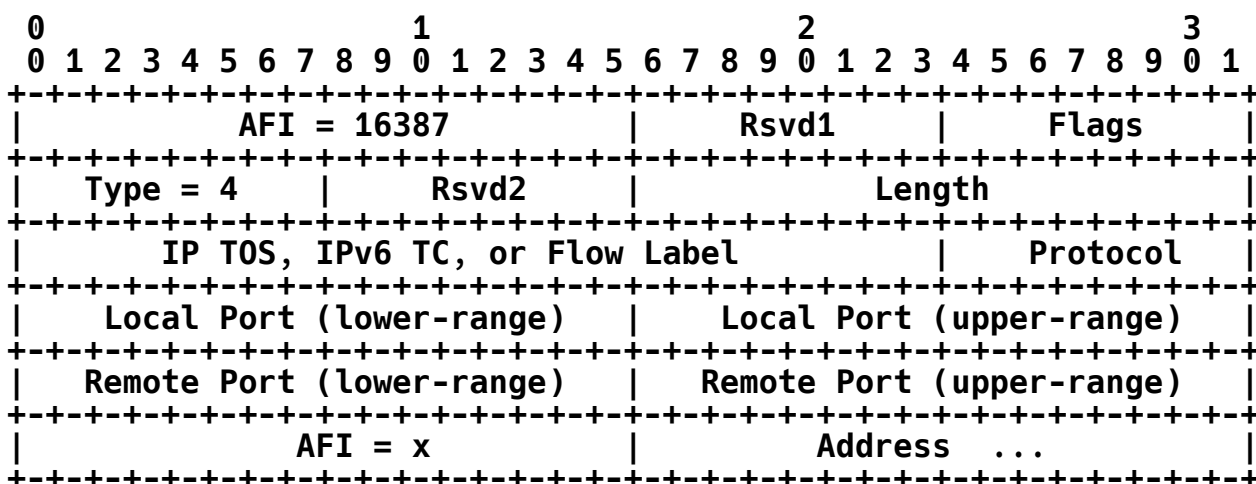 0                   1                   2                   3
 0 1 2 3 4 5 6 7 8 9 0 1 2 3 4 5 6 7 8 9 0 1 2 3 4 5 6 7 8 9 0 1
+-+-+-+-+-+-+-+-+-+-+-+-+-+-+-+-+-+-+-+-+-+-+-+-+-+-+-+-+-+-+-+-+
|           AFI = 16387         |     Rsvd1     |     Flags     |
+-+-+-+-+-+-+-+-+-+-+-+-+-+-+-+-+-+-+-+-+-+-+-+-+-+-+-+-+-+-+-+-+
|   Type = 4    |     Rsvd2     |            Length             |
+-+-+-+-+-+-+-+-+-+-+-+-+-+-+-+-+-+-+-+-+-+-+-+-+-+-+-+-+-+-+-+-+
|       IP TOS, IPv6 TC, or Flow Label          |    Protocol   |
+-+-+-+-+-+-+-+-+-+-+-+-+-+-+-+-+-+-+-+-+-+-+-+-+-+-+-+-+-+-+-+-+
|    Local Port (lower-range)   |    Local Port (upper-range)   |
+-+-+-+-+-+-+-+-+-+-+-+-+-+-+-+-+-+-+-+-+-+-+-+-+-+-+-+-+-+-+-+-+
|   Remote Port (lower-range)   |   Remote Port (upper-range)   |
+-+-+-+-+-+-+-+-+-+-+-+-+-+-+-+-+-+-+-+-+-+-+-+-+-+-+-+-+-+-+-+-+
|              AFI = x          |         Address  ...          |
+-+-+-+-+-+-+-+-+-+-+-+-+-+-+-+-+-+-+-+-+-+-+-+-+-+-+-+-+-+-+-+-+